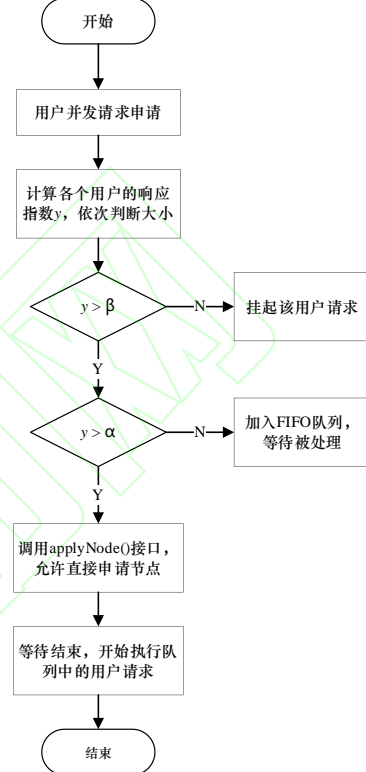 开始
用户并发请求申请
计算各个用户的响应
指数y，依次判断大小
y > β
N
挂起该用户请求
Y
y > α
N
加入FIFO队列，
等待被处理
Y
调用applyNode()接口，
允许直接申请节点
等待结束，开始执行队
列中的用户请求
结束